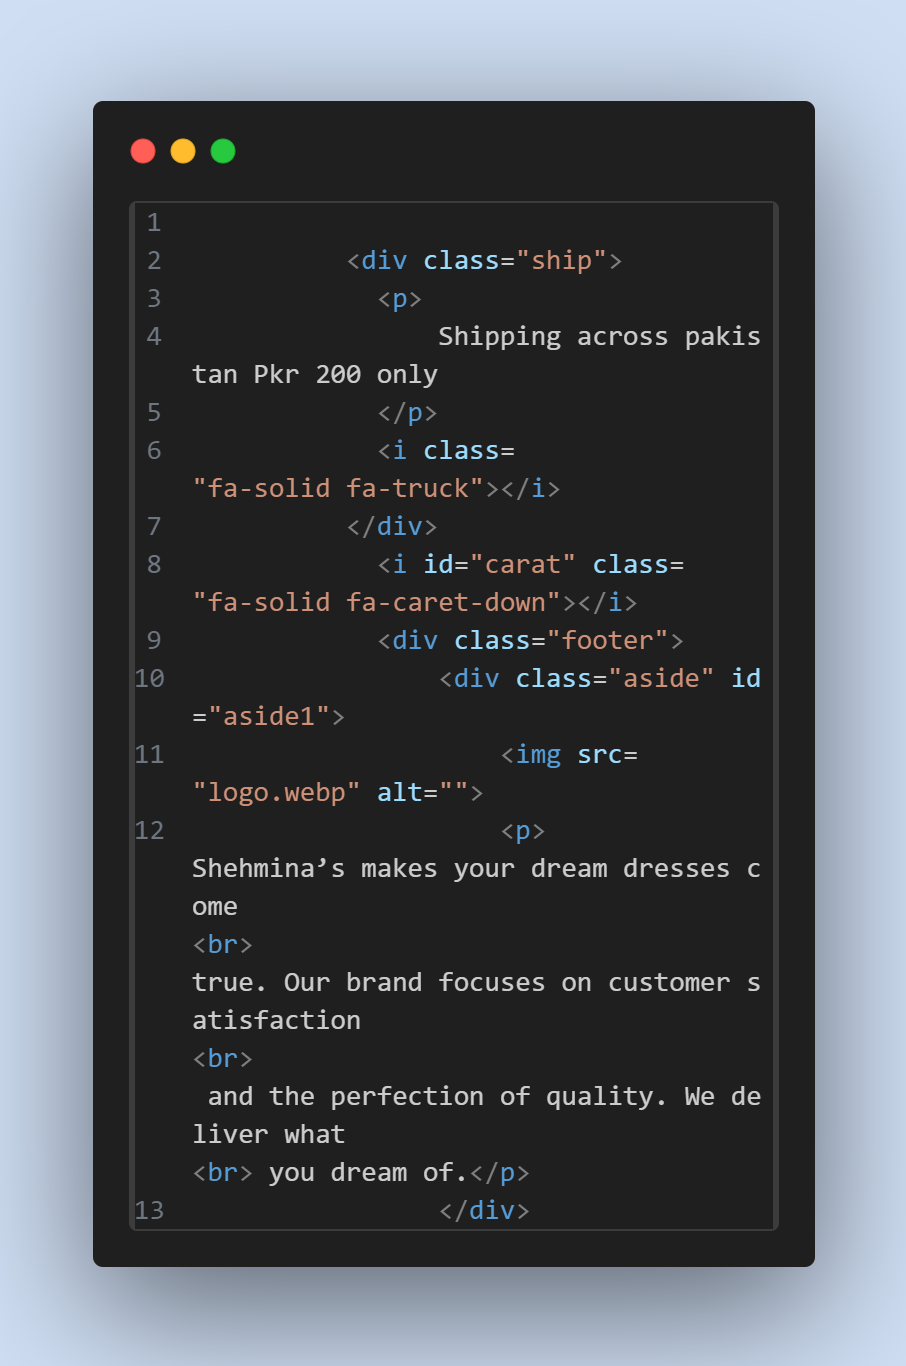 1
2 <div class="ship">
3 <p>
4 Shipping across pakis
tan Pkr 200 only
5 </p>
6 <i class=
"fa-solid fa-truck"></i>
7 </div>
8 <i id="carat" class=
"fa-solid fa-caret-down"></i>
9 <div class="footer">
10 <div class="aside" id
="aside1">
11 <img src=
"logo.webp" alt="">
12 <p>
Shehmina’s makes your dream dresses c
ome
<br>
true. Our brand focuses on customer s
atisfaction
<br>
and the perfection of quality. We de
liver what
<br> you dream of.</p>
13 </div>